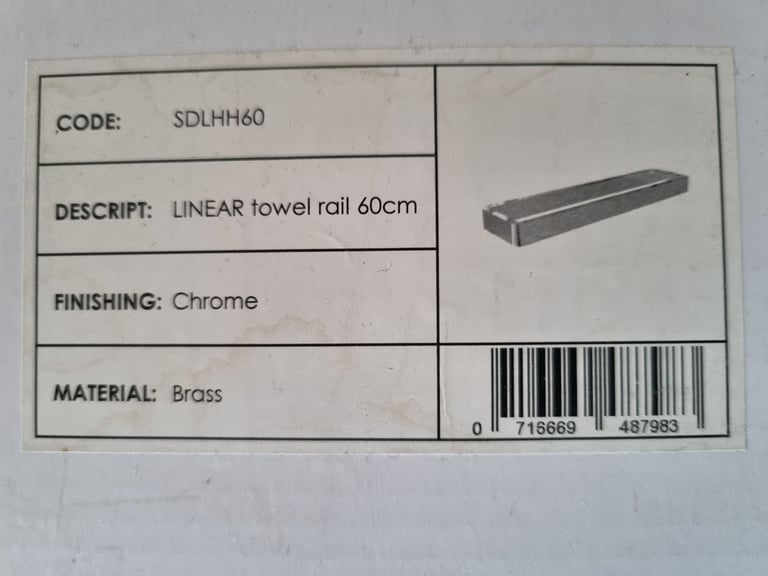 CODE: SDLHH60
DESCRIPT: LINEAR towel rail 60cm
FINISHING: Chrome
MATERIAL: Brass
0 716669 487983